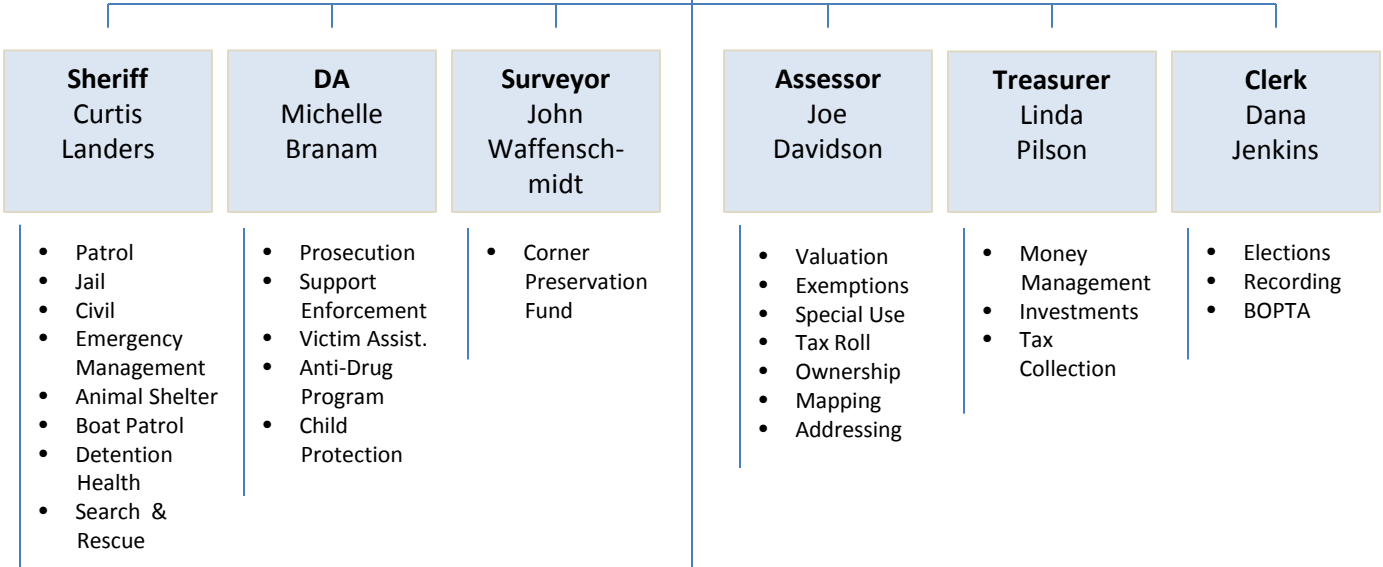 Sheriff
Curtis
Landers
DA
Michelle
Branam
Surveyor
John
Waffensch-
midt
Assessor
Joe
Davidson
Treasurer
Linda
Pilson
Clerk
Dana
Jenkins
• Patrol
• Jail
• Civil
• Emergency
Management
• Animal Shelter
• Boat Patrol
• Detention
Health
• Search & 
Rescue
• Prosecution
• Support
Enforcement
• Victim Assist.
• Anti-Drug
Program
• Child
Protection
• Corner
Preservation
Fund
• Valuation
• Exemptions
• Special Use
• Tax Roll
• Ownership
• Mapping
• Addressing
• Money
Management
• Investments
• Tax
Collection
• Elections
• Recording
• BOPTA